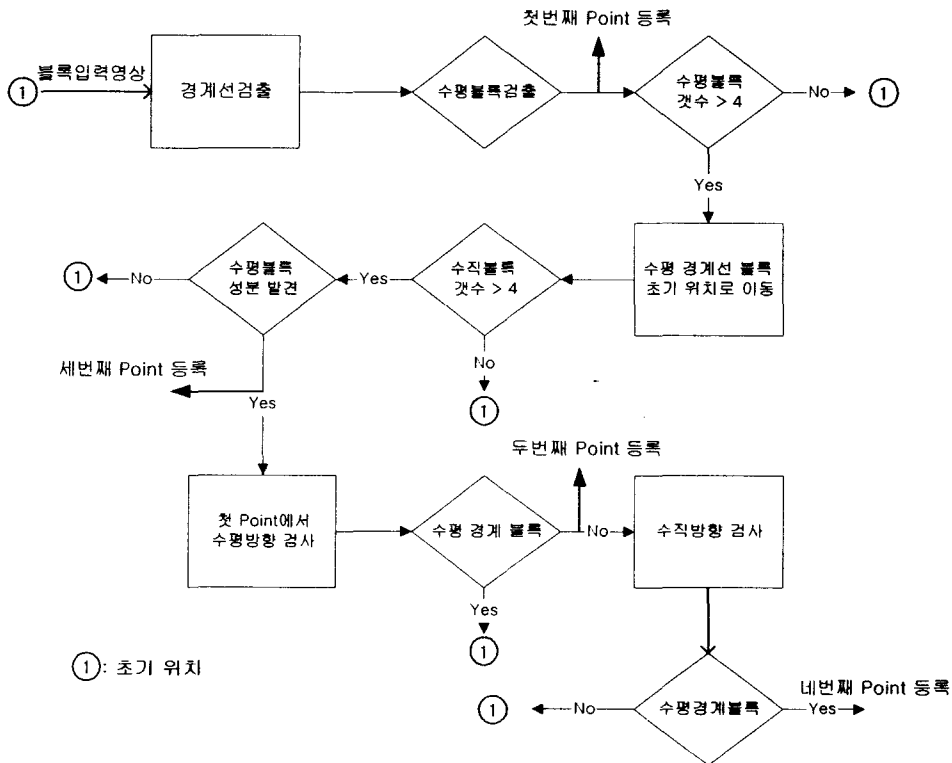 첫번째 Point 등록
① 블록입력영상
경계선검출
수평블록검출
수평블록
갯수 > 4
No
①
Yes
수평 경계선 블록
초기 위치로 이동
수직블록
갯수 > 4
Yes
수평블록
성분 발견
No
①
No
①
세번째 Point 등록
Yes
두번째 Point 등록
첫 Point에서
수평방향 검사
수평 경계 블록
No
수직방향 검사
Yes
①
①: 초기 위치
수평경계블록
No
①
네번째 Point 등록
Yes